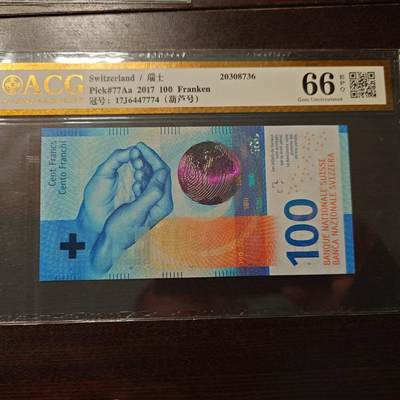 ACG
Switzerland / 瑞士
20308736
Pick#77Aa 2017 100 Franken
冠号: 17J6447774 (葫芦号)
66 EPQ
Gem Uncirculated
Cent Francs
Cento Franchi
100
BANQUE NATIONALE SUISSE
BANCA NAZIONALE SVIZZERA